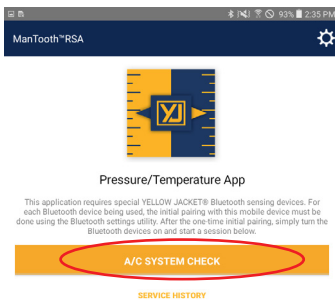 93% 2:35 PM
ManTooth™RSA
YJ
Pressure/Temperature App
This application requires special YELLOW JACKET® Bluetooth sensing devices. For
each Bluetooth device being used, the initial pairing with this mobile device must be
done using the Bluetooth settings utility. After the one-time initial pairing, simply turn the
Bluetooth devices on and start a session below.
A/C SYSTEM CHECK
SERVICE HISTORY